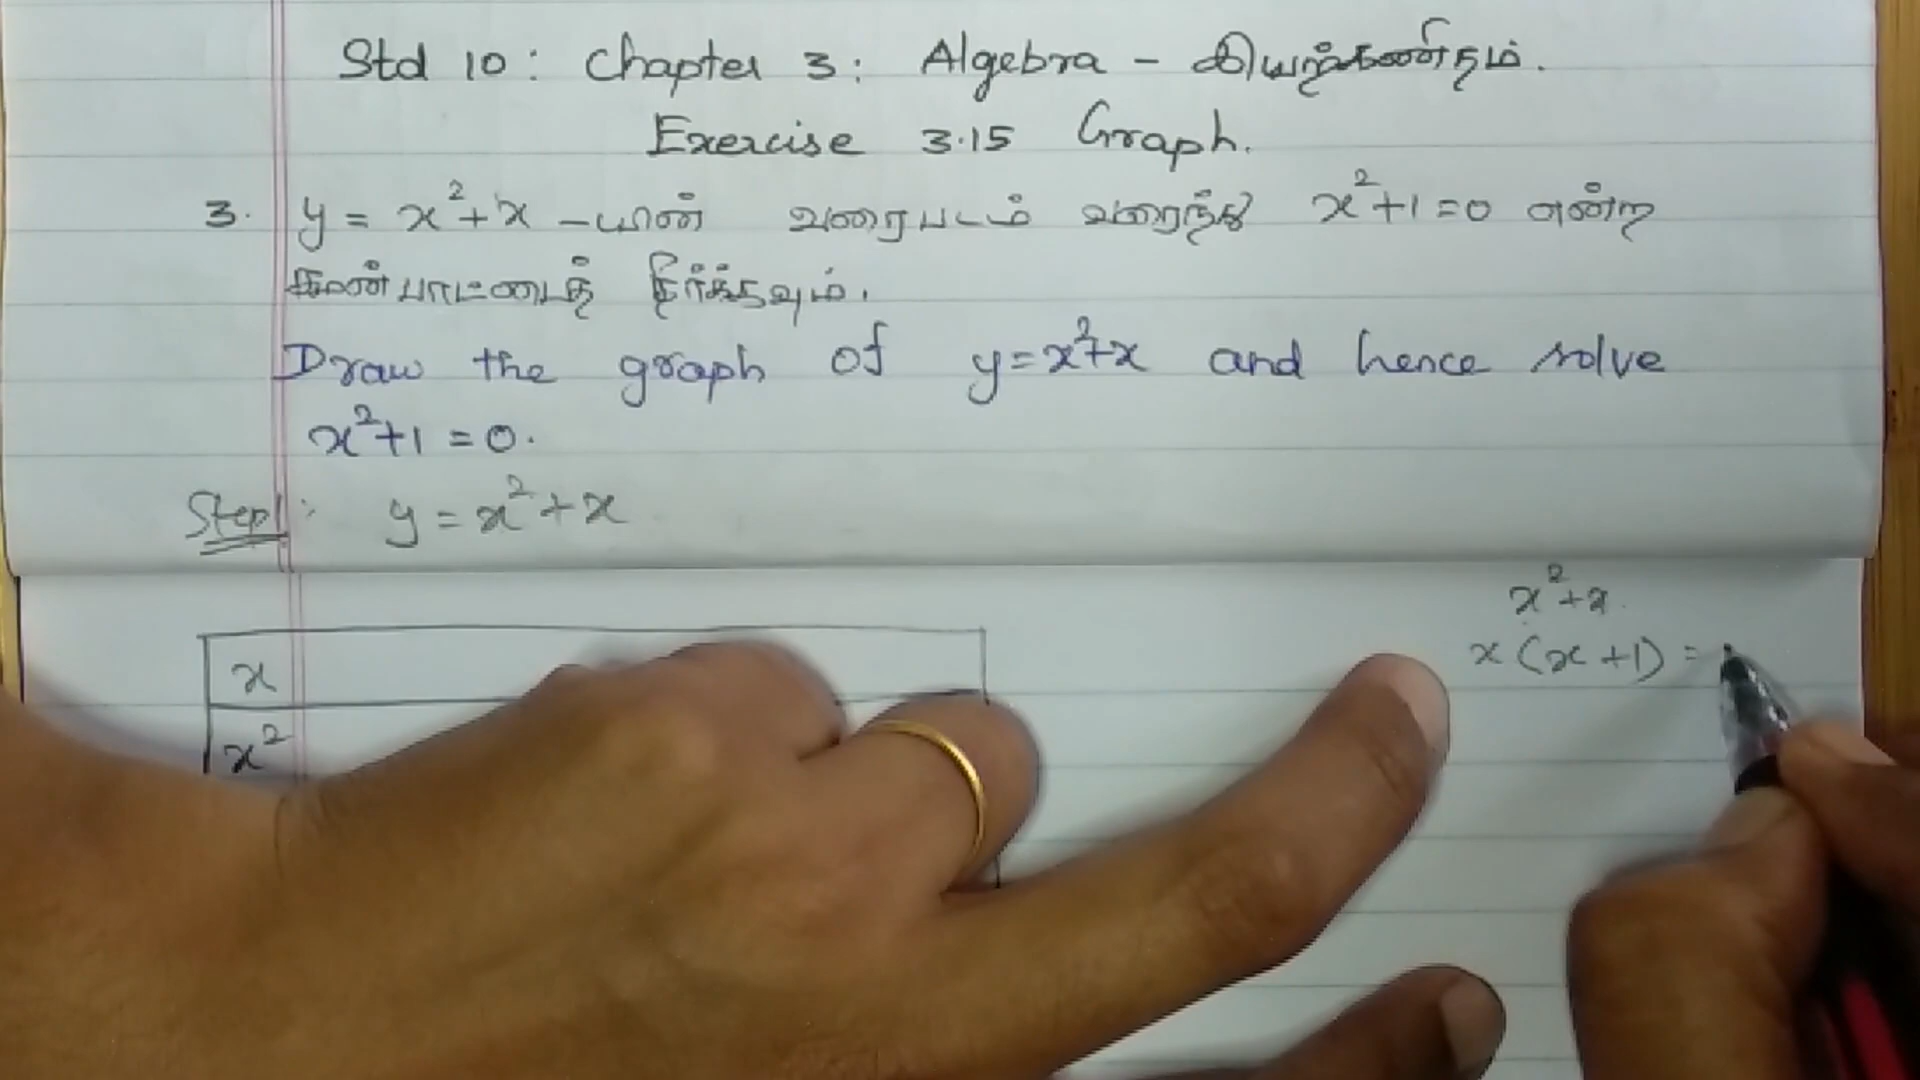 Std 10: Chapter 3: Algebra - இயற்கணிதம்.
Exercise 3.15 Graph.
3. y = x² + x - யின் வரைபடம் வரைந்து x² + 1 = 0 என்ற
சமன்பாட்டைத் தீர்க்கவும்.
Draw the graph of y = x² + x and hence solve
x² + 1 = 0.
Step 1: y = x² + x
x² + x
x (x + 1) =
x
x²